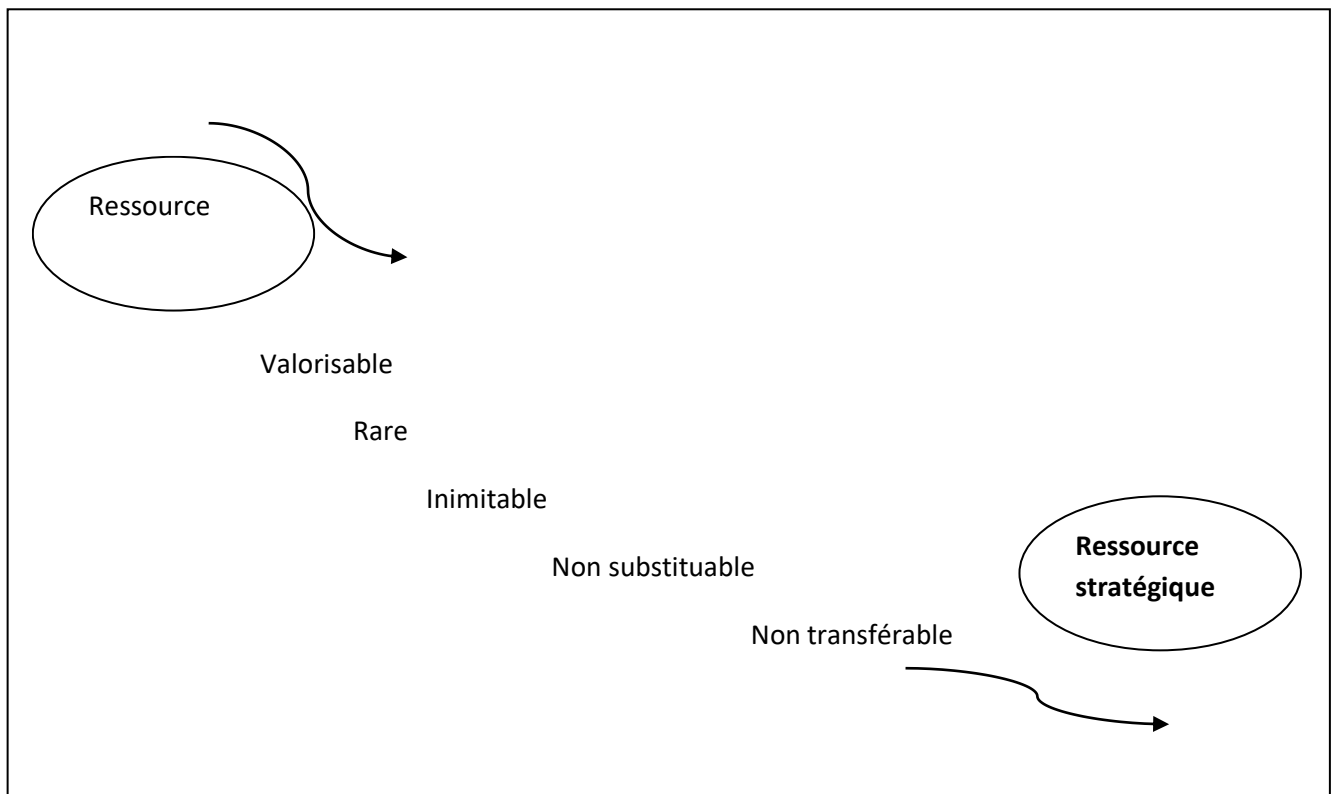 Ressource
Valorisable
Rare
Inimitable
Non substituable
Ressource
stratégique
Non transférable